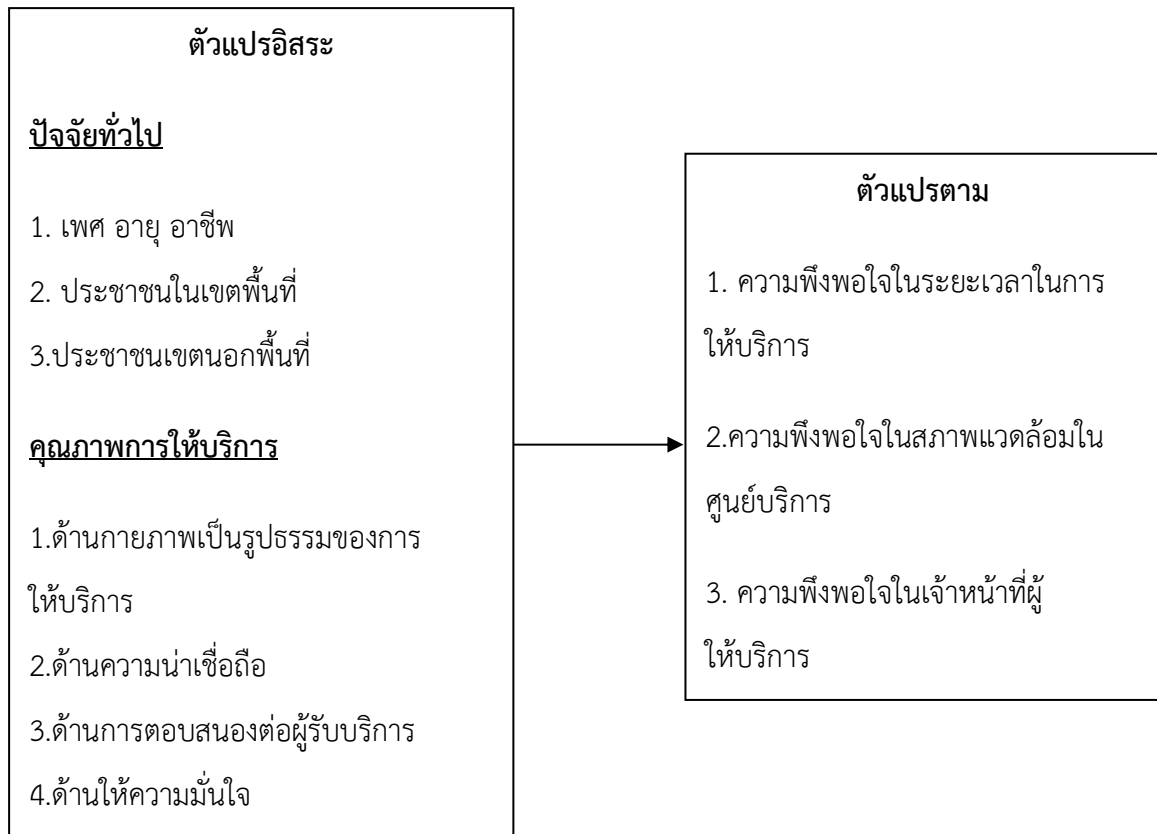 ตัวแปรอิสระ
ปัจจัยทั่วไป
1. เพศ อายุ อาชีพ
2. ประชาชนในเขตพื้นที่
3.ประชาชนเขตนอกพื้นที่
คุณภาพการให้บริการ
1.ด้านกายภาพเป็นรูปธรรมของการ
ให้บริการ
2.ด้านความน่าเชื่อถือ
3.ด้านการตอบสนองต่อผู้รับบริการ
4.ด้านให้ความมั่นใจ
ตัวแปรตาม
1. ความพึงพอใจในระยะเวลาในการ
ให้บริการ
2.ความพึงพอใจในสภาพแวดล้อมใน
ศูนย์บริการ
3. ความพึงพอใจในเจ้าหน้าที่ผู้
ให้บริการ